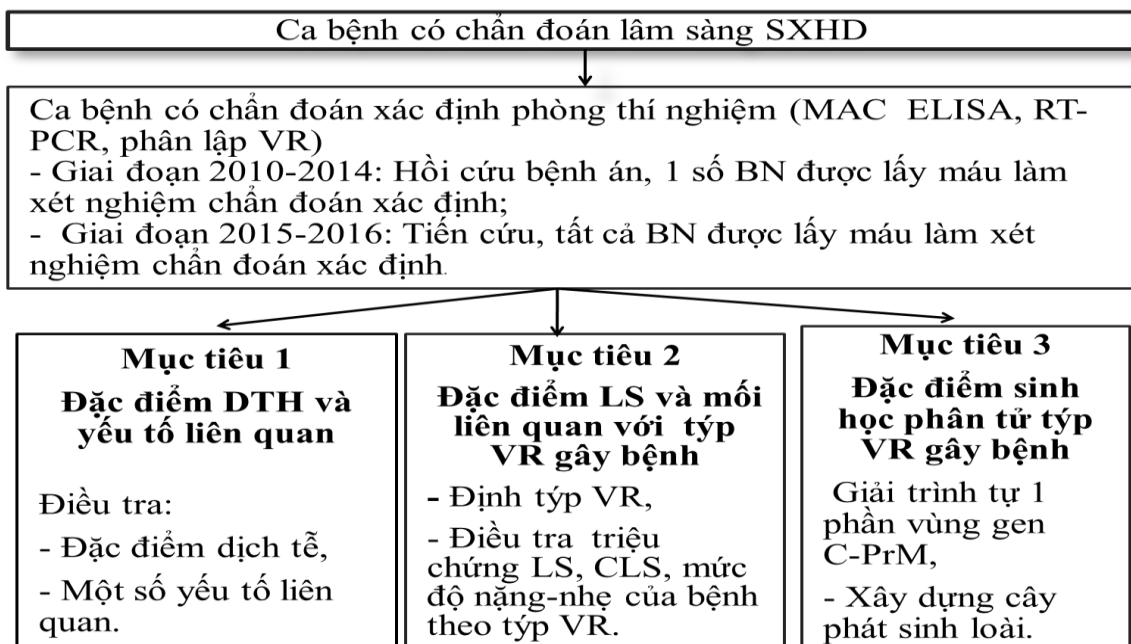 Ca bệnh có chẩn đoán lâm sàng SXHD
Ca bệnh có chẩn đoán xác định phòng thí nghiệm (MAC ELISA, RT-
PCR, phân lập VR)
- Giai đoạn 2010-2014: Hồi cứu bệnh án, 1 số BN được lấy máu làm
xét nghiệm chẩn đoán xác định;
- Giai đoạn 2015-2016: Tiến cứu, tất cả BN được lấy máu làm xét
nghiệm chẩn đoán xác định.
Mục tiêu 1
Đặc điểm DTH và
yếu tố liên quan
Điều tra:
- Đặc điểm dịch tễ,
- Một số yếu tố liên
quan.
Mục tiêu 2
Đặc điểm LS và mối
liên quan với týp
VR gây bệnh
- Định týp VR,
- Điều tra triệu
chứng LS, CLS, mức
độ nặng-nhẹ của bệnh
theo týp VR.
Mục tiêu 3
Đặc điểm sinh
học phân tử týp
VR gây bệnh
Giải trình tự 1
phần vùng gen
C-PrM,
- Xây dựng cây
phát sinh loài.